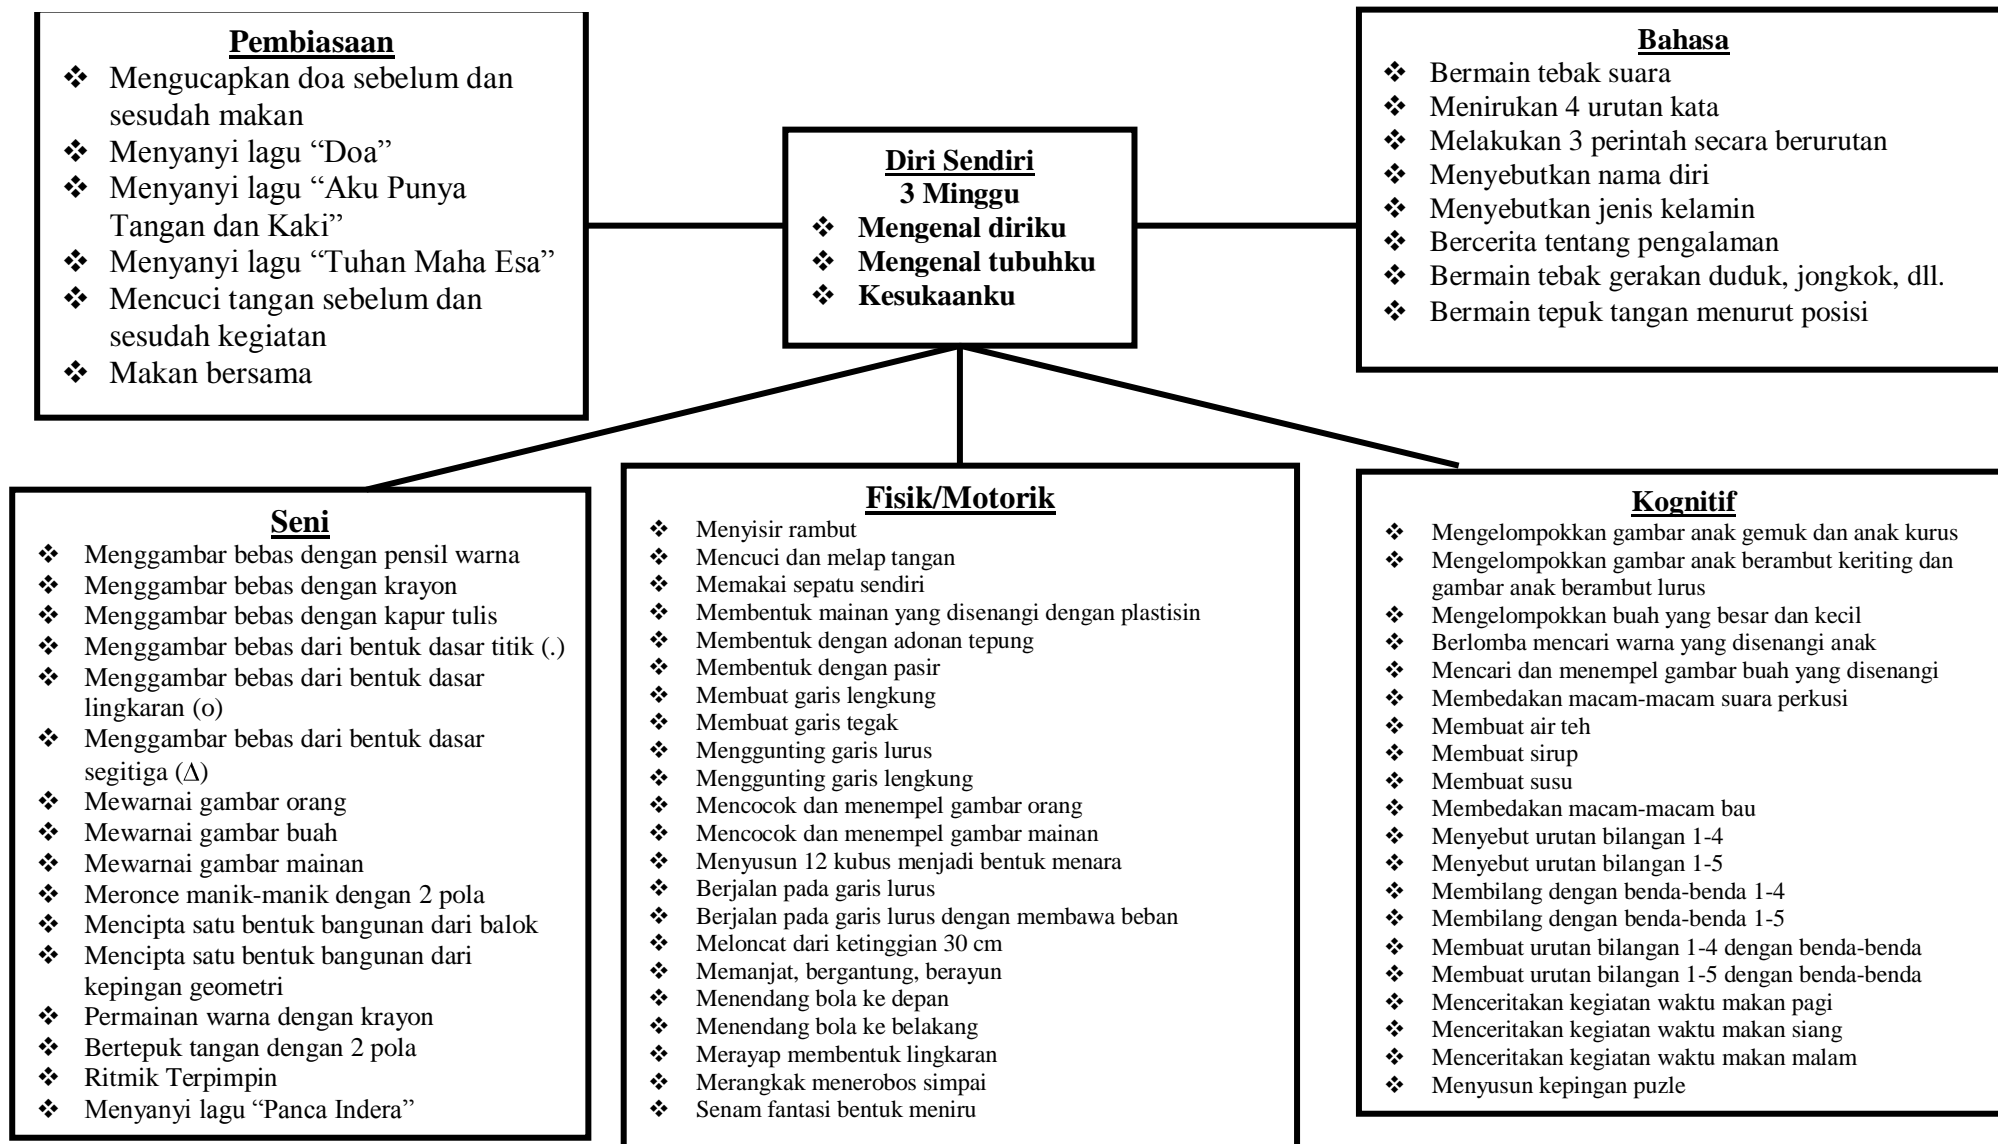 Pembiasaan
❖ Mengucapkan doa sebelum dan
sesudah makan
❖ Menyanyi lagu “Doa”
❖ Menyanyi lagu “Aku Punya
Tangan dan Kaki”
❖ Menyanyi lagu “Tuhan Maha Esa”
❖ Mencuci tangan sebelum dan
sesudah kegiatan
❖ Makan bersama
Diri Sendiri
3 Minggu
❖ Mengenal diriku
❖ Mengenal tubuhku
❖ Kesukaanku
Bahasa
❖ Bermain tebak suara
❖ Menirukan 4 urutan kata
❖ Melakukan 3 perintah secara berurutan
❖ Menyebutkan nama diri
❖ Menyebutkan jenis kelamin
❖ Bercerita tentang pengalaman
❖ Bermain tebak gerakan duduk, jongkok, dll.
❖ Bermain tepuk tangan menurut posisi
Seni
❖ Menggambar bebas dengan pensil warna
❖ Menggambar bebas dengan krayon
❖ Menggambar bebas dengan kapur tulis
❖ Menggambar bebas dari bentuk dasar titik (.)
❖ Menggambar bebas dari bentuk dasar
lingkaran (o)
❖ Menggambar bebas dari bentuk dasar
segitiga (∆)
❖ Mewarnai gambar orang
❖ Mewarnai gambar buah
❖ Mewarnai gambar mainan
❖ Meronce manik-manik dengan 2 pola
❖ Mencipta satu bentuk bangunan dari balok
❖ Mencipta satu bentuk bangunan dari
kepingan geometri
❖ Permainan warna dengan krayon
❖ Bertepuk tangan dengan 2 pola
❖ Ritmik Terpimpin
❖ Menyanyi lagu “Panca Indera”
Fisik/Motorik
❖ Menyisir rambut
❖ Mencuci dan melap tangan
❖ Memakai sepatu sendiri
❖ Membentuk mainan yang disenangi dengan plastisin
❖ Membentuk dengan adonan tepung
❖ Membentuk dengan pasir
❖ Membuat garis lengkung
❖ Membuat garis tegak
❖ Menggunting garis lurus
❖ Menggunting garis lengkung
❖ Mencocok dan menempel gambar orang
❖ Mencocok dan menempel gambar mainan
❖ Menyusun 12 kubus menjadi bentuk menara
❖ Berjalan pada garis lurus
❖ Berjalan pada garis lurus dengan membawa beban
❖ Meloncat dari ketinggian 30 cm
❖ Memanjat, bergantung, berayun
❖ Menendang bola ke depan
❖ Menendang bola ke belakang
❖ Merayap membentuk lingkaran
❖ Merangkak menerobos simpai
❖ Senam fantasi bentuk meniru
Kognitif
❖ Mengelompokkan gambar anak gemuk dan anak kurus
❖ Mengelompokkan gambar anak berambut keriting dan
gambar anak berambut lurus
❖ Mengelompokkan buah yang besar dan kecil
❖ Berlomba mencari warna yang disenangi anak
❖ Mencari dan menempel gambar buah yang disenangi
❖ Membedakan macam-macam suara perkusi
❖ Membuat air teh
❖ Membuat sirup
❖ Membuat susu
❖ Membedakan macam-macam bau
❖ Menyebut urutan bilangan 1-4
❖ Menyebut urutan bilangan 1-5
❖ Membilang dengan benda-benda 1-4
❖ Membilang dengan benda-benda 1-5
❖ Membuat urutan bilangan 1-4 dengan benda-benda
❖ Membuat urutan bilangan 1-5 dengan benda-benda
❖ Menceritakan kegiatan waktu makan pagi
❖ Menceritakan kegiatan waktu makan siang
❖ Menceritakan kegiatan waktu makan malam
❖ Menyusun kepingan puzle